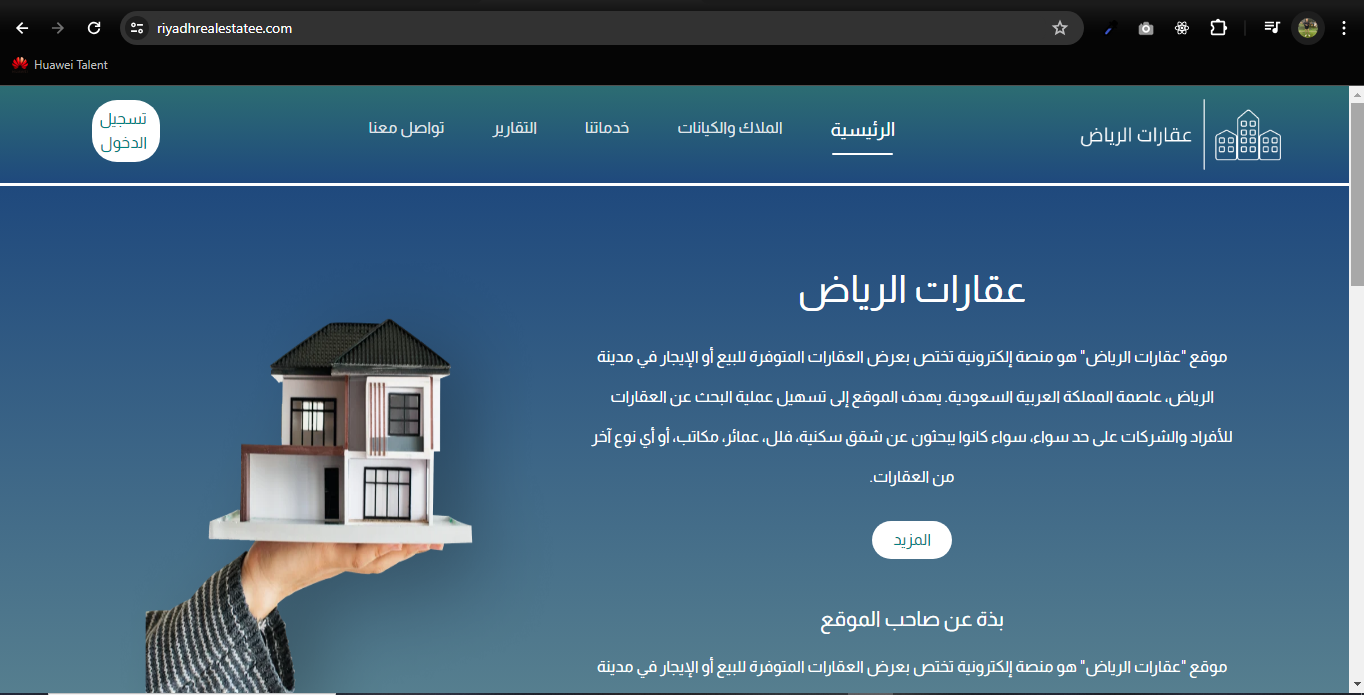 riyadhrealestatee.com
Huawei Talent
عقارات الرياض
الرئيسية
الملاك والكيانات
خدماتنا
التقارير
تواصل معنا
تسجيل
الدخول
عقارات الرياض
موقع "عقارات الرياض" هو منصة إلكترونية تختص بعرض العقارات المتوفرة للبيع أو الإيجار في مدينة
الرياض، عاصمة المملكة العربية السعودية. يهدف الموقع إلى تسهيل عملية البحث عن العقارات
للأفراد والشركات على حد سواء، سواء كانوا يبحثون عن شقق سكنية، فلل، عمائر، مكاتب، أو أي نوع آخر
من العقارات.
المزيد
بذة عن صاحب الموقع
موقع "عقارات الرياض" هو منصة إلكترونية تختص بعرض العقارات المتوفرة للبيع أو الإيجار في مدينة